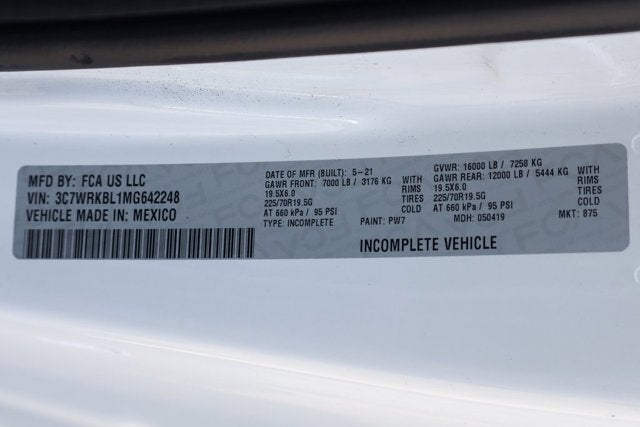 MFD BY: FCA US LLC
VIN: 3C7WRKBL1MG642248
VEHICLE MADE IN: MEXICO
DATE OF MFR (BUILT): 5-21
GAWR FRONT: 7000 LB / 3176 KG WITH
19.5X6.0 RIMS
225/70R19.5G TIRES
AT 660 kPa / 95 PSI COLD
TYPE: INCOMPLETE PAINT: PW7
GVWR: 16000 LB / 7258 KG
GAWR REAR: 12000 LB / 5444 KG WITH
19.5X6.0 RIMS
225/70R19.5G TIRES
AT 660 kPa / 95 PSI COLD
MDH: 050419 MKT: 875
INCOMPLETE VEHICLE